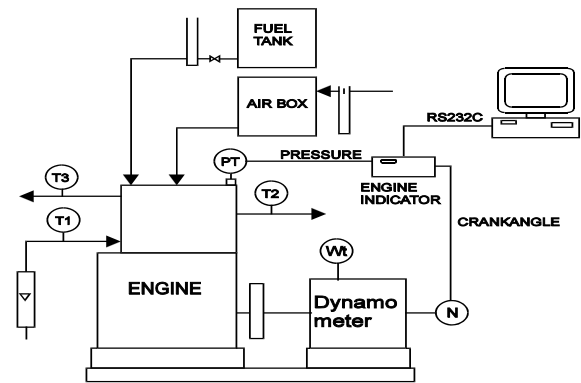 FUEL
TANK
AIR BOX
RS232C
PT
PRESSURE
T3
T2
ENGINE
INDICATOR
T1
CRANKANGLE
Wt
ENGINE
Dynamo
meter
N